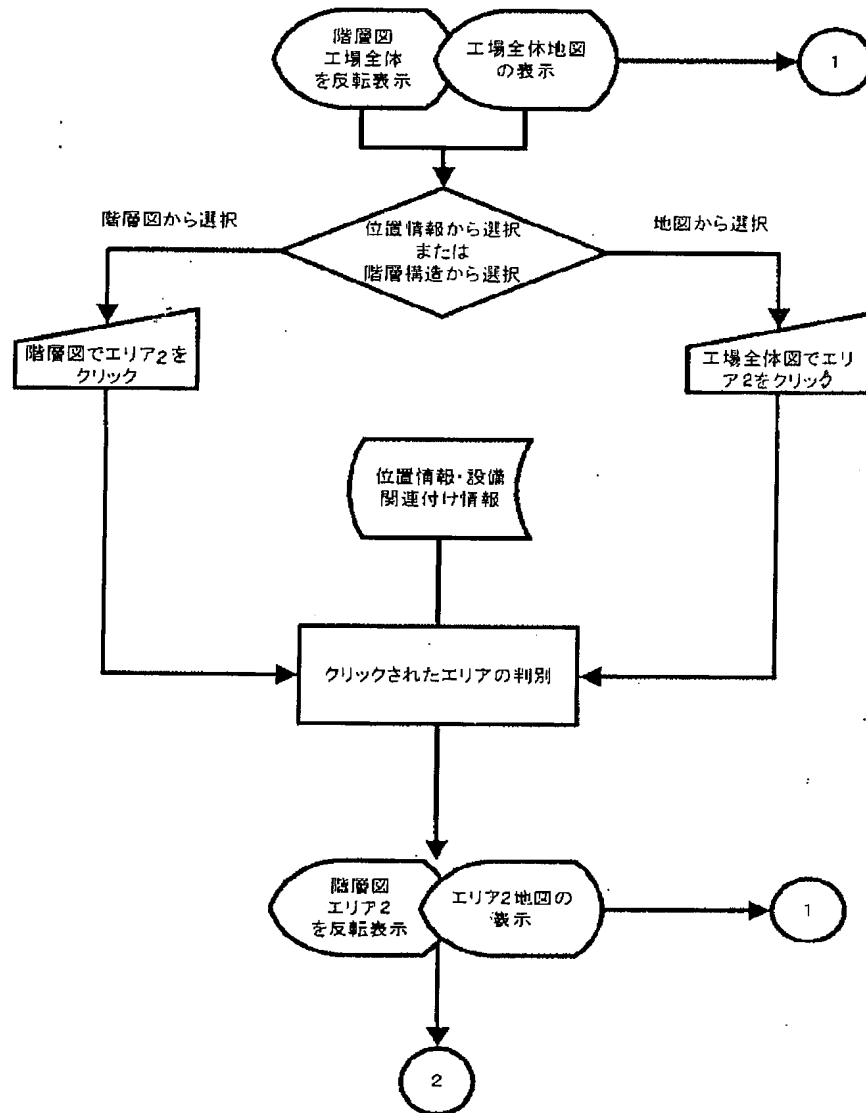 階層図
工場全体
を反転表示
工場全体地図
の表示
1
階層図から選択
位置情報から選択
または
階層構造から選択
地図から選択
階層図でエリア2を
クリック
工場全体図でエリ
ア2をクリック
位置情報・設備
関連付け情報
クリックされたエリアの判別
階層図
エリア2
を反転表示
エリア2地図の
表示
1
2